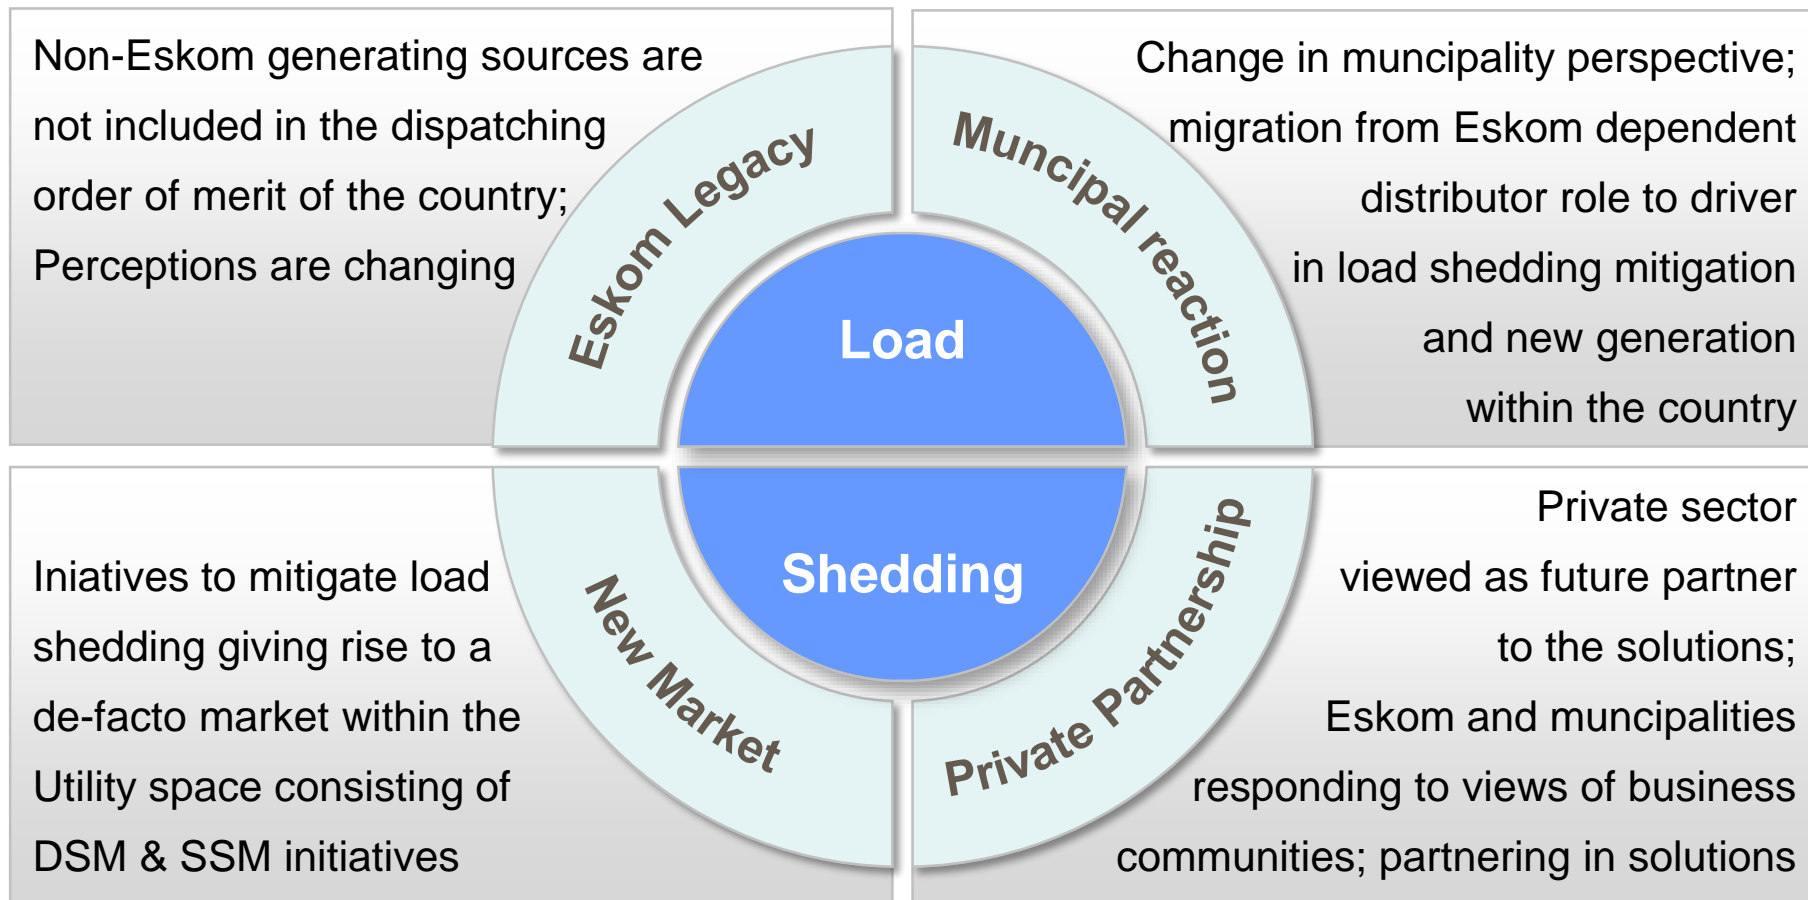 Non-Eskom generating sources are
not included in the dispatching
order of merit of the country;
Perceptions are changing
Eskom Legacy
Muncipal reaction
Change in muncipality perspective;
migration from Eskom dependent
distributor role to driver
in load shedding mitigation
and new generation
within the country
Load
Shedding
Iniatives to mitigate load
shedding giving rise to a
de-facto market within the
Utility space consisting of
DSM & SSM initiatives
New Market
Private Partnership
Private sector
viewed as future partner
to the solutions;
Eskom and muncipalities
responding to views of business
communities; partnering in solutions